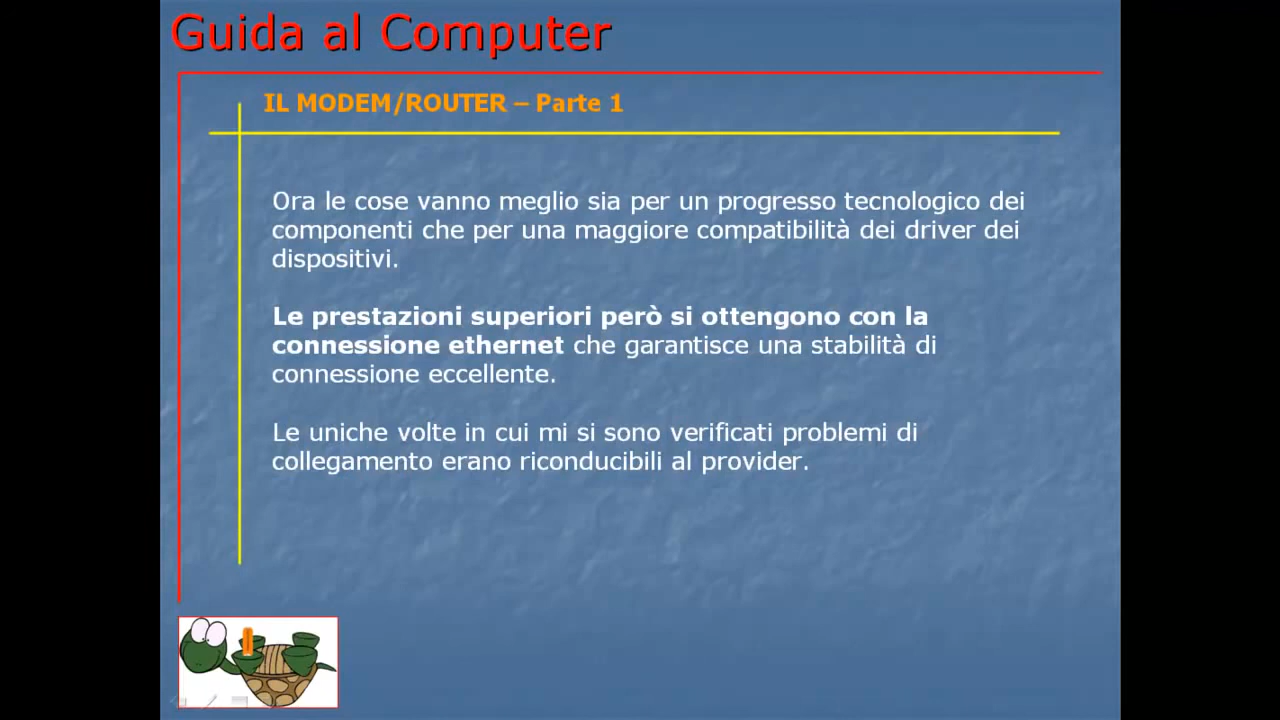 Guida al Computer
IL MODEM/ROUTER – Parte 1
Ora le cose vanno meglio sia per un progresso tecnologico dei
componenti che per una maggiore compatibilità dei driver dei
dispositivi.
Le prestazioni superiori però si ottengono con la
connessione ethernet che garantisce una stabilità di
connessione eccellente.
Le uniche volte in cui mi si sono verificati problemi di
collegamento erano riconducibili al provider.